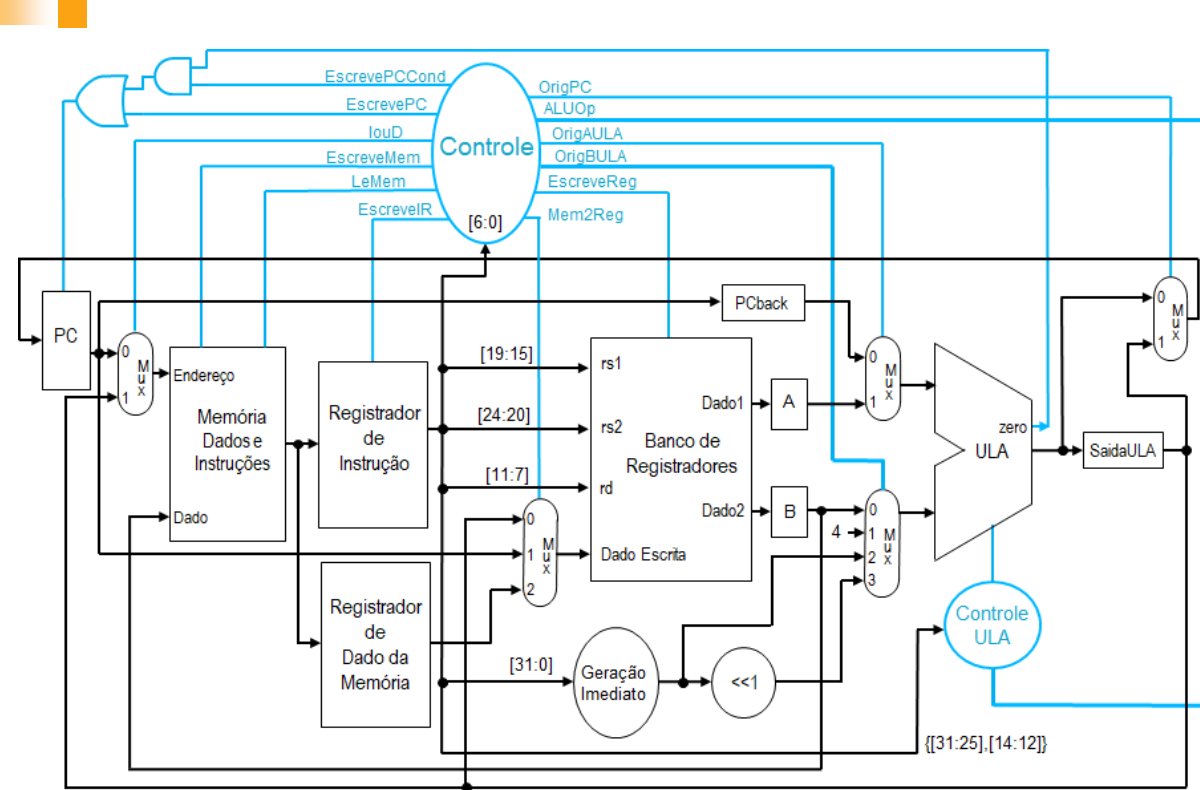 EscrevePCCond
EscrevePC
IouD
EscreveMem
LeMem
EscreveIR
Controle
[6:0]
OrigPC
ALUOp
OrigAULA
OrigBULA
EscreveReg
Mem2Reg
PC
0
Mux
1
Endereço
Memória
Dados e
Instruções
Dado
Registrador
de
Instrução
Registrador
de
Dado da
Memória
[19:15]
[24:20]
[11:7]
0
1
Mux
2
[31:0]
rs1
rs2
rd
Dado Escrita
Banco de
Registradores
Dado1
Dado2
Geração
Imediato
<<1
PCback
A
B
0
Mux
1
4
0
1
Mux
2
3
zero
ULA
Controle
ULA
{[31:25],[14:12]}
SaidaULA
0
Mux
1